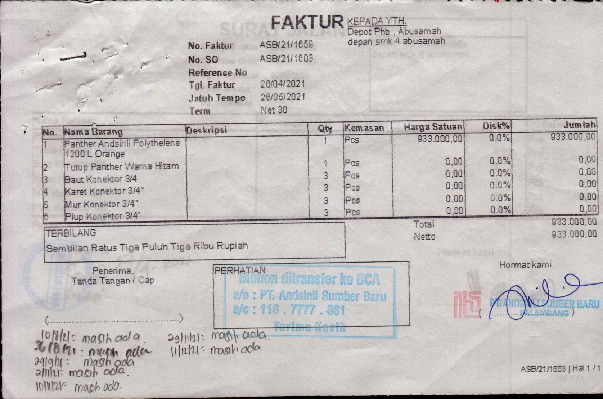 FAKTUR
KEPADA YTH.
Depot Phb , Abusamah
depan smk 4 abusamah
No. Faktur ASB/21/1659
No. SO ASB/21/1603
Reference No
Tgl. Faktur 26/04/2021
Jatuh Tempo 26/05/2021
Term Net 30
No. Nama Barang Deskripsi Qty Kemasan Harga Satuan Disk% Jumlah
1 Panther Andsinli Polythelene 1 Pcs 933.000,00 0.0% 933.000,00
1200 L Orange
2 Tutup Panther Warna Hitam 1 Pcs 0,00 0.0% 0,00
3 Baut Konektor 3/4 3 Pcs 0,00 0.0% 0,00
4 Karet Konektor 3/4" 3 Pcs 0,00 0.0% 0,00
5 Mur Konektor 3/4" 3 Pcs 0,00 0.0% 0,00
6 Plup Konektor 3/4" 3 Pcs 0,00 0.0% 0,00
Total 933.000,00
Netto 933.000,00
TERBILANG
Sembilan Ratus Tiga Puluh Tiga Ribu Rupiah
Penerima,
Tanda Tangan / Cap
PERHATIAN
Mohon ditransfer ke BCA
a/n : PT. Andsinli Sumber Baru
a/c : 118 . 7777 . 301
Terima Kasih
Hormat kami
SUMBER BARU
PALEMBANG
masih ada
masih ada
masih ada
masih ada
masih ada
masih ada.
masih ada.
ASB/21/1659 | Hal 1 / 1